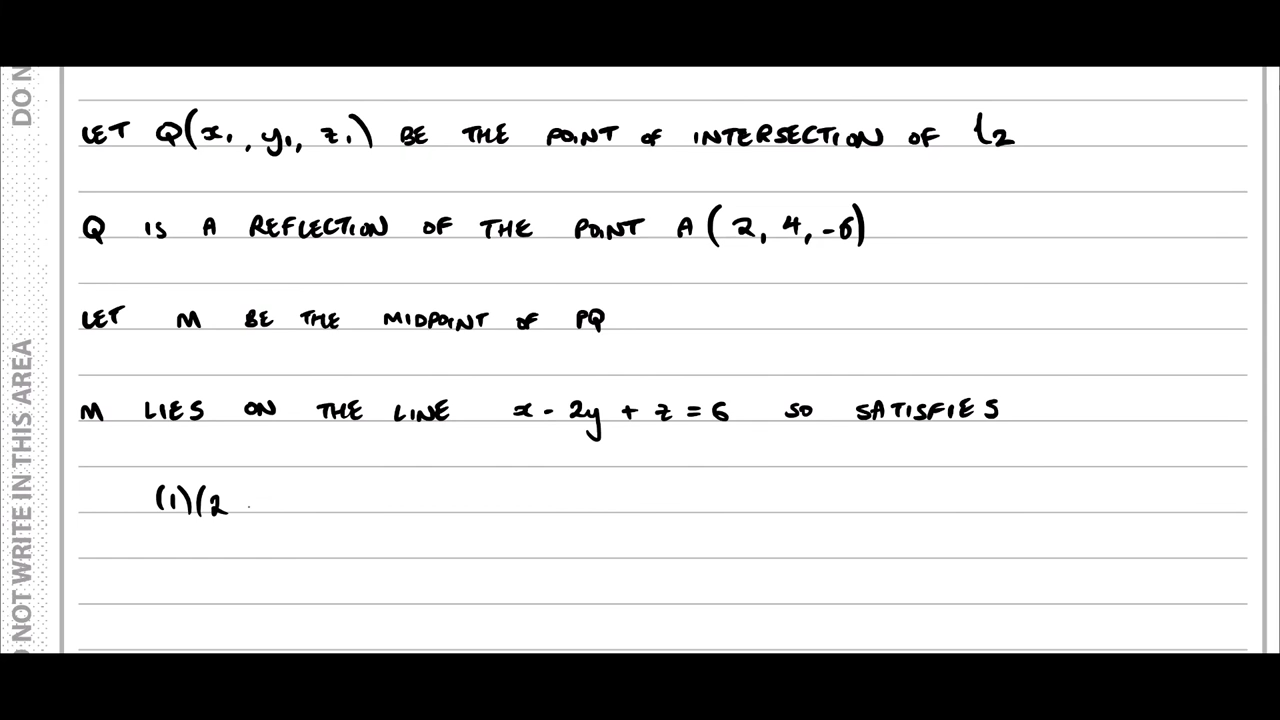 DO N
LET Q(x₁, y₁, z₁) BE THE POINT OF INTERSECTION OF l₂
Q IS A REFLECTION OF THE POINT A(2, 4, -6)
LET M BE THE MIDPOINT OF PQ
M LIES ON THE LINE x - 2y + z = 6 SO SATISFIES
(1)(2
NOT WRITE IN THIS AREA